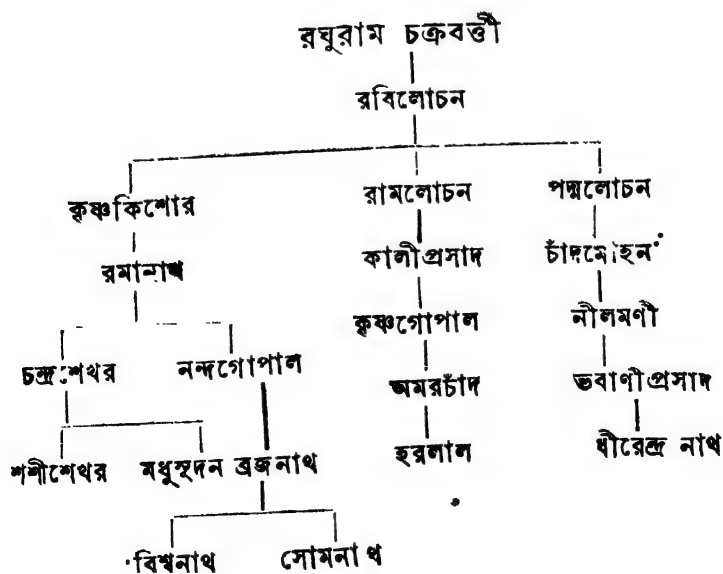 রঘুরাম চক্রবর্ত্তী
রবিলোচন
কৃষ্ণকিশোর রামলোচন পদ্মলোচন
রমানাথ কালীপ্রসাদ চাঁদমোহন
কৃষ্ণগোপাল নীলমণী
চন্দ্রশেখর নন্দগোপাল অমরচাঁদ ভবাণীপ্রসাদ
শশীশেখর মধুসূদন ব্রজনাথ হরলাল ধীরেন্দ্র নাথ
বিশ্বনাথ সোমনাথ